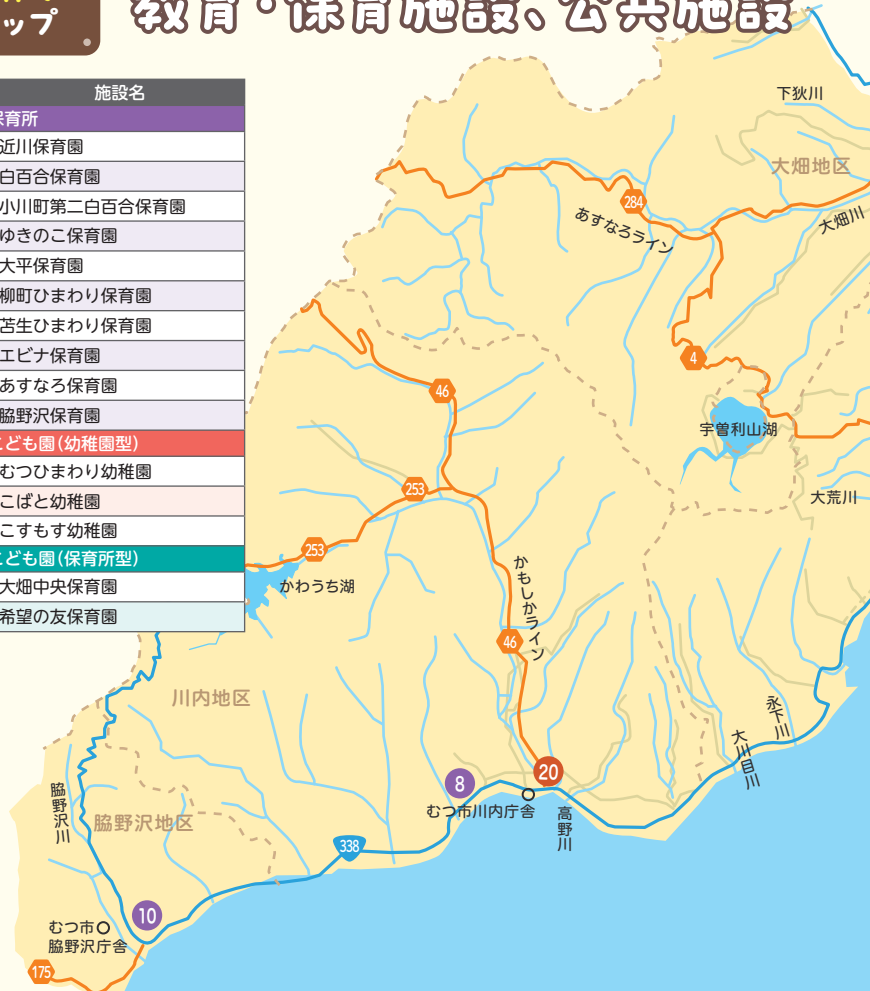 ップ
教育・保育施設、公共施設
施設名
保育所
近川保育園
白百合保育園
小川町第二白百合保育園
ゆきのこ保育園
大平保育園
柳町ひまわり保育園
苫生ひまわり保育園
エビナ保育園
あすなろ保育園
脇野沢保育園
こども園(幼稚園型)
むつひまわり幼稚園
こばと幼稚園
こすもす幼稚園
こども園(保育所型)
大畑中央保育園
希望の友保育園
下狄川
大畑地区
284
あすなろライン
大畑川
4
46
宇曽利山湖
253
大荒川
253
かわうち湖
かもしかライン
46
川内地区
永下川
大川目川
20
8
脇野沢川
むつ市川内庁舎
高野川
脇野沢地区
338
10
むつ市
脇野沢庁舎
175